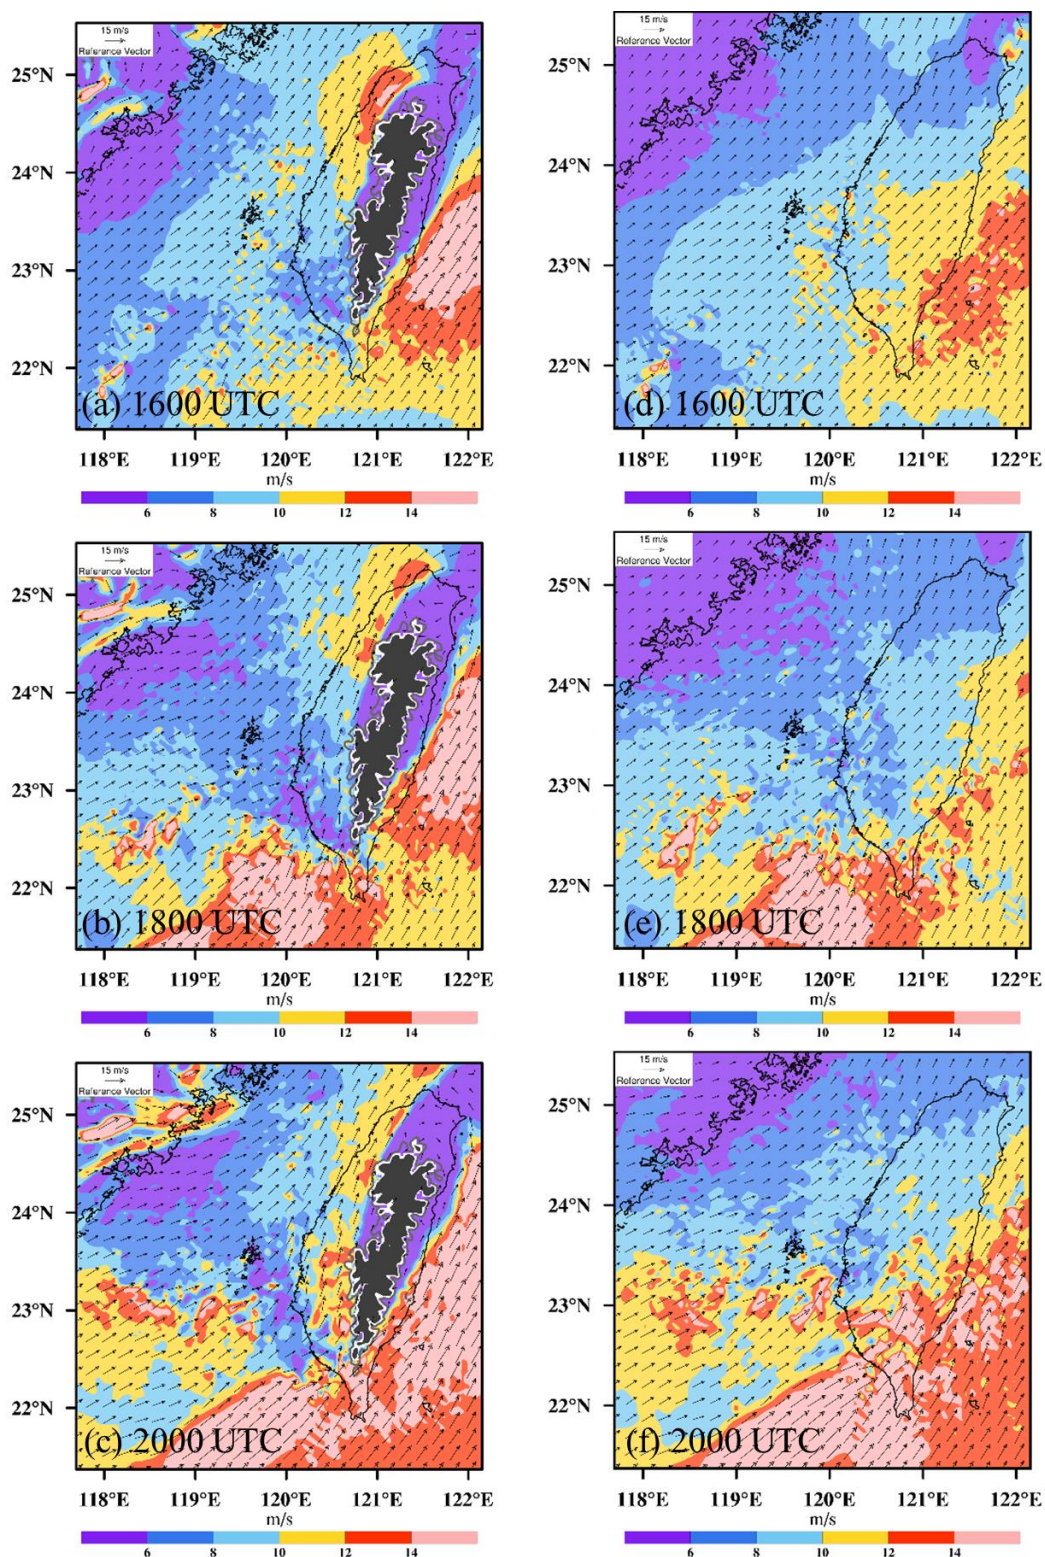 15 m/s
Reference Vector
25°N
24°N
23°N
22°N
(a) 1600 UTC
118°E 119°E 120°E 121°E 122°E
m/s
6 8 10 12 14
15 m/s
Reference Vector
25°N
24°N
23°N
22°N
(d) 1600 UTC
118°E 119°E 120°E 121°E 122°E
m/s
6 8 10 12 14
15 m/s
Reference Vector
25°N
24°N
23°N
22°N
(b) 1800 UTC
118°E 119°E 120°E 121°E 122°E
m/s
6 8 10 12 14
15 m/s
Reference Vector
25°N
24°N
23°N
22°N
(e) 1800 UTC
118°E 119°E 120°E 121°E 122°E
m/s
6 8 10 12 14
15 m/s
Reference Vector
25°N
24°N
23°N
22°N
(c) 2000 UTC
118°E 119°E 120°E 121°E 122°E
m/s
6 8 10 12 14
15 m/s
Reference Vector
25°N
24°N
23°N
22°N
(f) 2000 UTC
118°E 119°E 120°E 121°E 122°E
m/s
6 8 10 12 14